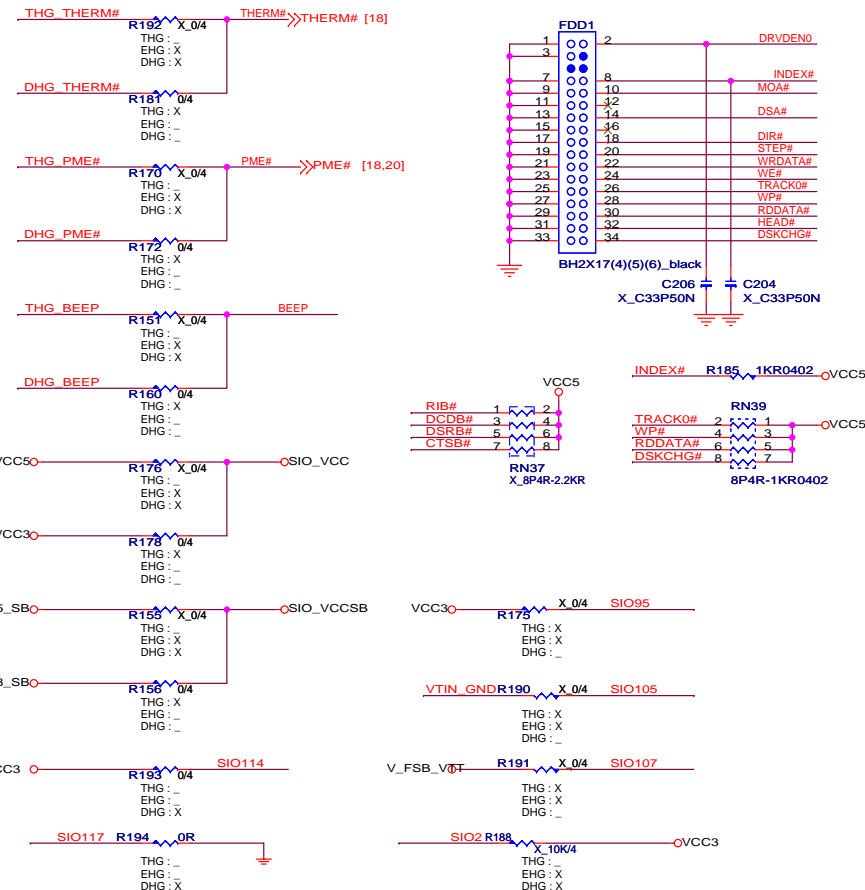 THG_THERM#
R192
X_0/4
THG : _
EHG : X
DHG : X
THERM#
THERM# [18]
DHG_THERM#
R181
0/4
THG : X
EHG : _
DHG : _
THG_PME#
R170
X_0/4
THG : _
EHG : X
DHG : X
PME#
PME# [18,20]
DHG_PME#
R172
0/4
THG : X
EHG : _
DHG : _
THG_BEEP
R151
X_0/4
THG : _
EHG : X
DHG : X
BEEP
DHG_BEEP
R160
0/4
THG : X
EHG : _
DHG : _
VCC5
R176
X_0/4
THG : X
EHG : X
DHG : X
SIO_VCC
VCC3
R178
0/4
THG : _
EHG : _
DHG : _
5_SB
R155
X_0/4
THG : _
EHG : X
DHG : X
SIO_VCCSB
3_SB
R156
0/4
THG : X
EHG : _
DHG : _
CC3
R193
0/4
THG : _
EHG : _
DHG : X
SIO114
SIO117
R194
0R
THG : _
EHG : _
DHG : X
FDD1
1
2
DRVDEN0
3
7
8
INDEX#
9
10
MOA#
11
12
13
14
DSA#
15
16
17
18
DIR#
19
20
STEP#
21
22
WRDATA#
23
24
WE#
25
26
TRACK0#
27
28
WP#
29
30
RDDATA#
31
32
HEAD#
33
34
DSKCHG#
BH2X17(4)(5)(6)_black
C206
X_C33P50N
C204
X_C33P50N
VCC5
RIB#
1
2
DCDB#
3
4
DSRB#
5
6
CTSB#
7
8
RN37
X_8P4R-2.2KR
INDEX#
R185
1KR0402
VCC5
RN39
TRACK0#
2
1
VCC5
WP#
4
3
RDDATA#
6
5
DSKCHG#
8
7
8P4R-1KR0402
VCC3
R175
X_0/4
SIO95
THG : X
EHG : X
DHG : _
VTIN_GND
R190
X_0/4
SIO105
THG : X
EHG : X
DHG : _
V_FSB_VTT
R191
X_0/4
SIO107
THG : X
EHG : X
DHG : _
SIO2
R188
X_10K/4
VCC3
THG : _
EHG : X
DHG : X